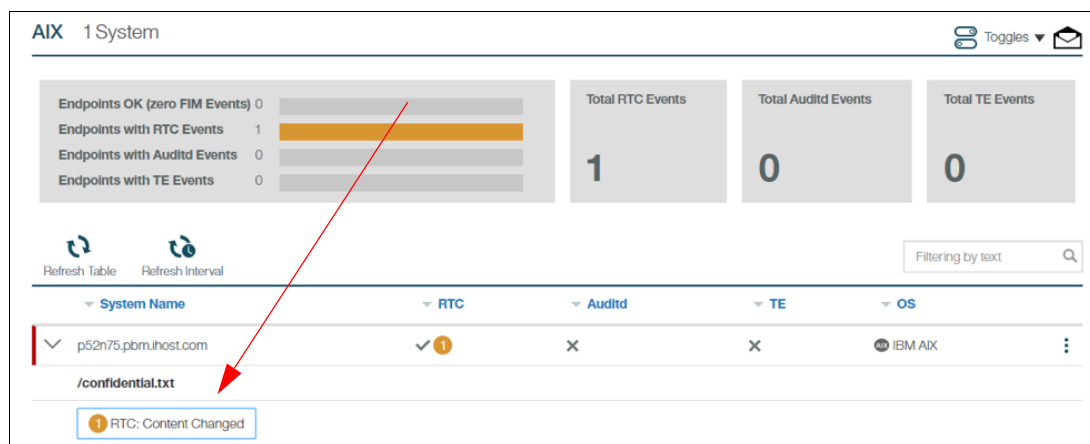 AIX 1 System
Toggles
Endpoints OK (zero FIM Events) 0
Endpoints with RTC Events 1
Endpoints with Auditd Events 0
Endpoints with TE Events 0
Total RTC Events
1
Total Auditd Events
0
Total TE Events
0
Refresh Table
Refresh Interval
Filtering by text
System Name RTC Auditd TE OS
p52n75.pbm.ihost.com 1 AIX IBM AIX
/confidential.txt
1 RTC: Content Changed